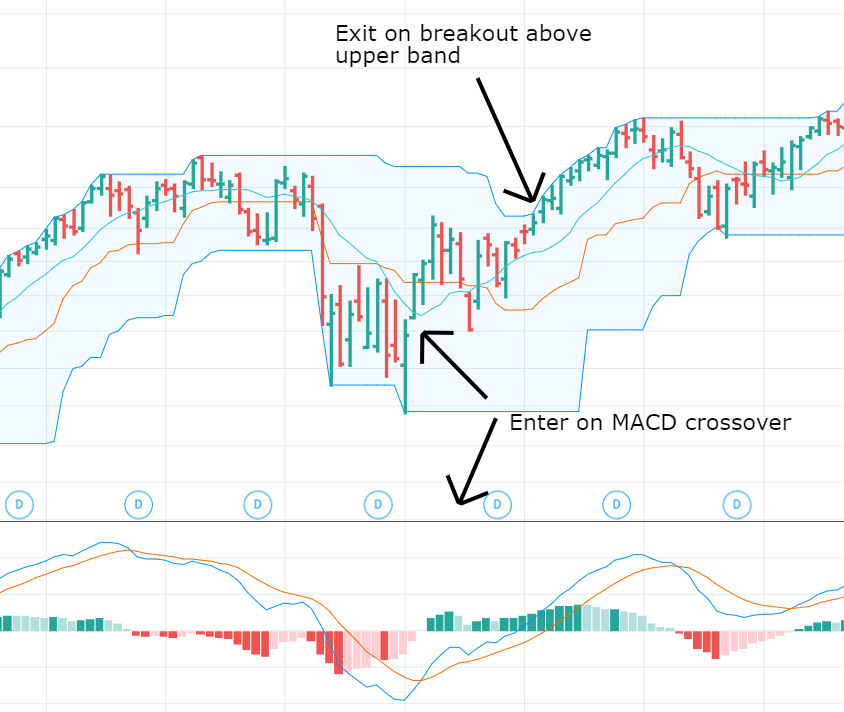 Exit on breakout above
upper band
Enter on MACD crossover
D D D D D D D